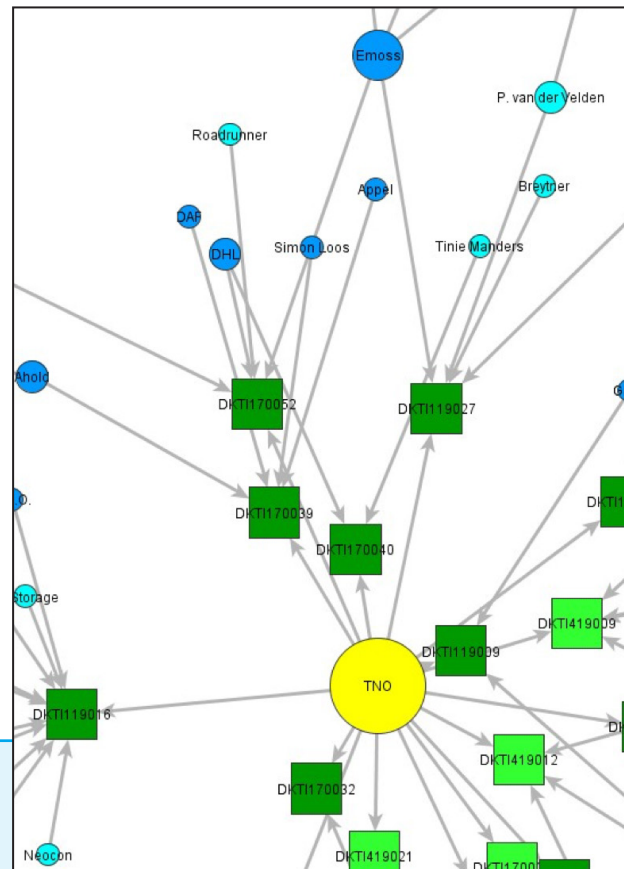 Emoss
P. van der Velden
Roadrunner
Breytner
Appel
DAF
Tinie Manders
DHL
Simon Loos
Ahold
DKTI170052
DKTI119027
DKTI170039
DKTI170040
Storage
DKTI419009
DKTI119099
TNO
DKTI119016
DKTI419012
DKTI170032
Neocon
DKTI419021